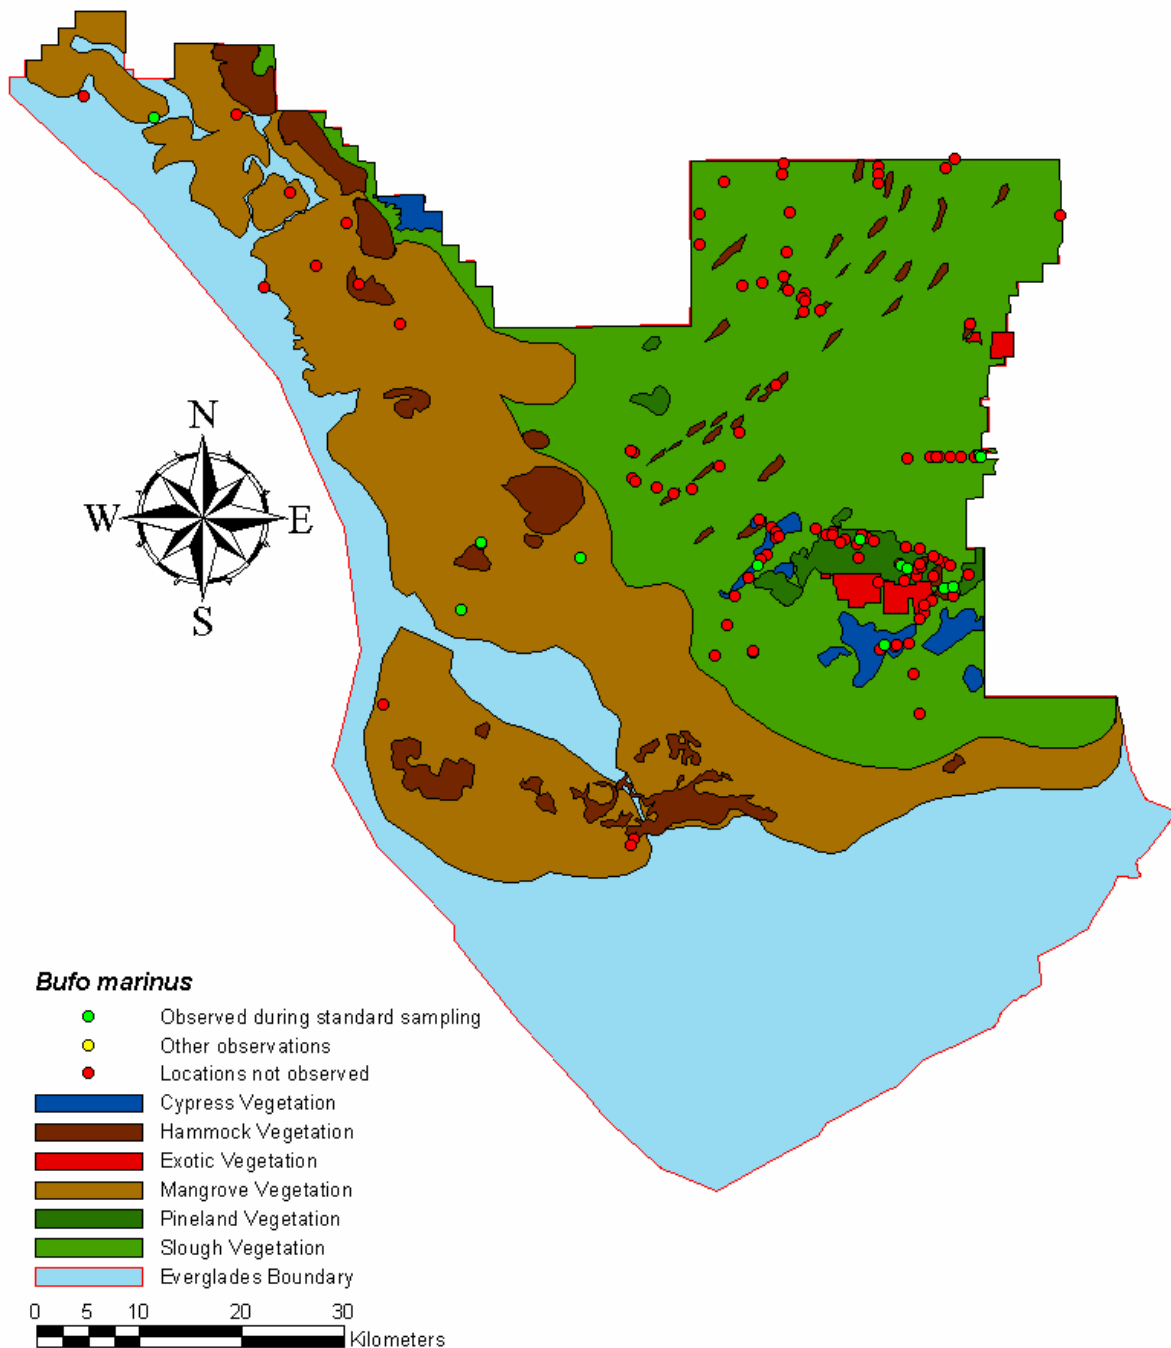 N
W E
S
Bufo marinus
Observed during standard sampling
Other observations
Locations not observed
Cypress Vegetation
Hammock Vegetation
Exotic Vegetation
Mangrove Vegetation
Pineland Vegetation
Slough Vegetation
Everglades Boundary
0 5 10 20 30
Kilometers